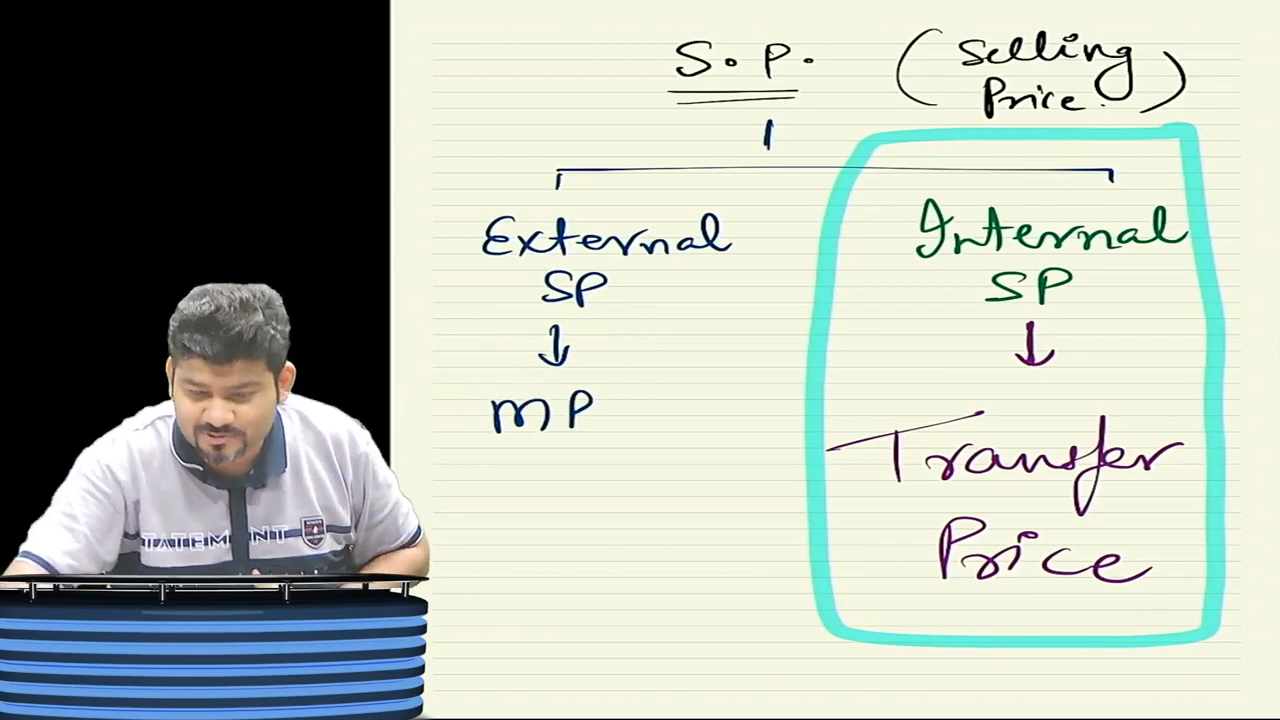 S. P. (Selling Price.)
External SP
↓
MP
Internal SP
↓
Transfer Price
TATEMENT